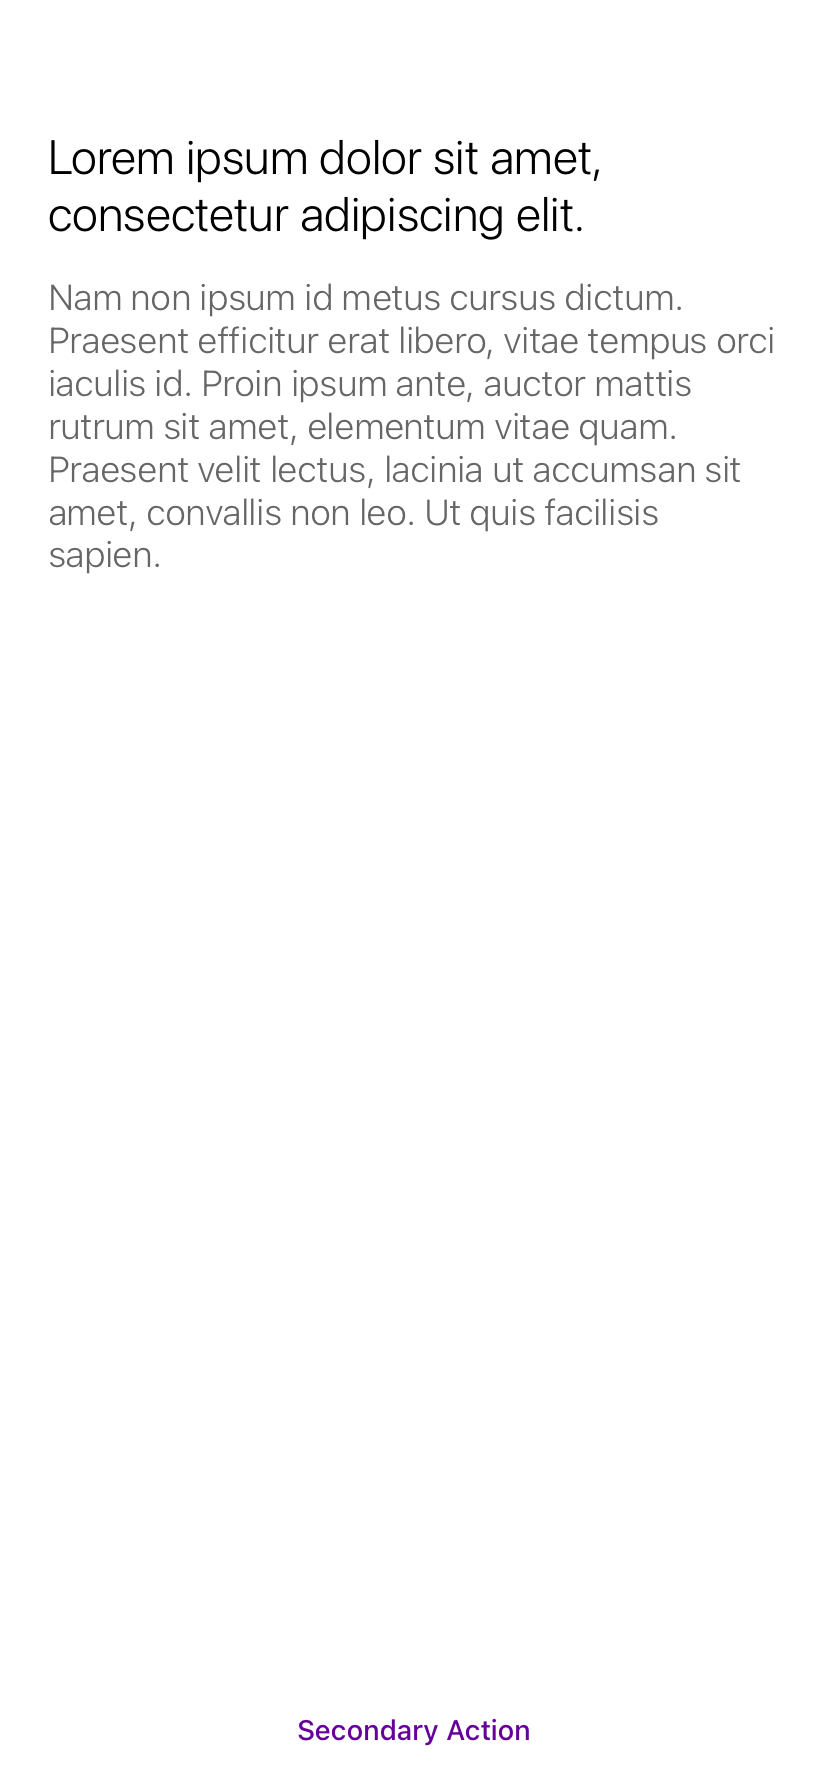 Lorem ipsum dolor sit amet,
consectetur adipiscing elit.
Nam non ipsum id metus cursus dictum.
Praesent efficitur erat libero, vitae tempus orci
iaculis id. Proin ipsum ante, auctor mattis
rutrum sit amet, elementum vitae quam.
Praesent velit lectus, lacinia ut accumsan sit
amet, convallis non leo. Ut quis facilisis
sapien.
Secondary Action